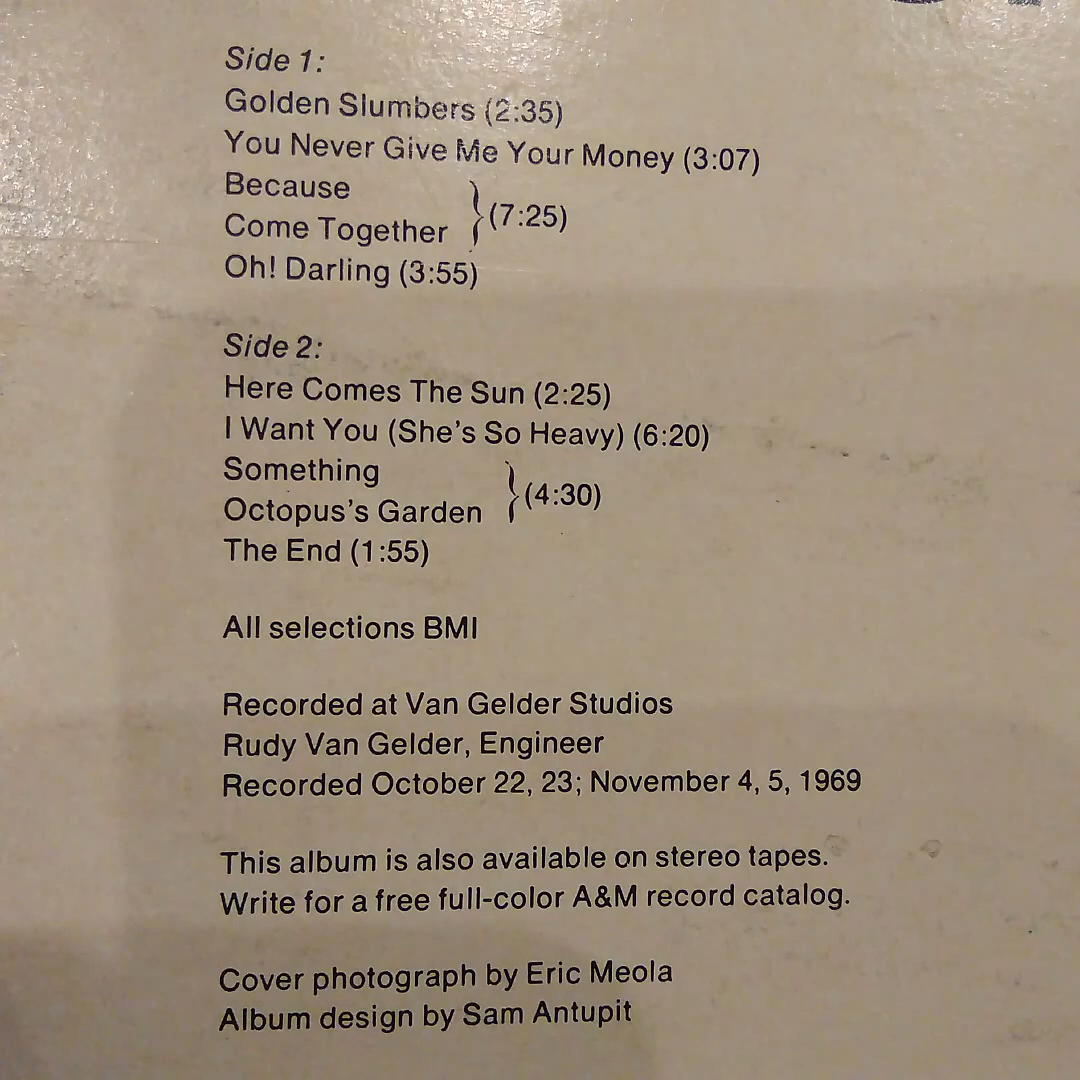 Side 1:
Golden Slumbers (2:35)
You Never Give Me Your Money (3:07)
Because
Come Together } (7:25)
Oh! Darling (3:55)
Side 2:
Here Comes The Sun (2:25)
I Want You (She's So Heavy) (6:20)
Something
Octopus's Garden } (4:30)
The End (1:55)
All selections BMI
Recorded at Van Gelder Studios
Rudy Van Gelder, Engineer
Recorded October 22, 23; November 4, 5, 1969
This album is also available on stereo tapes.
Write for a free full-color A&M record catalog.
Cover photograph by Eric Meola
Album design by Sam Antupit